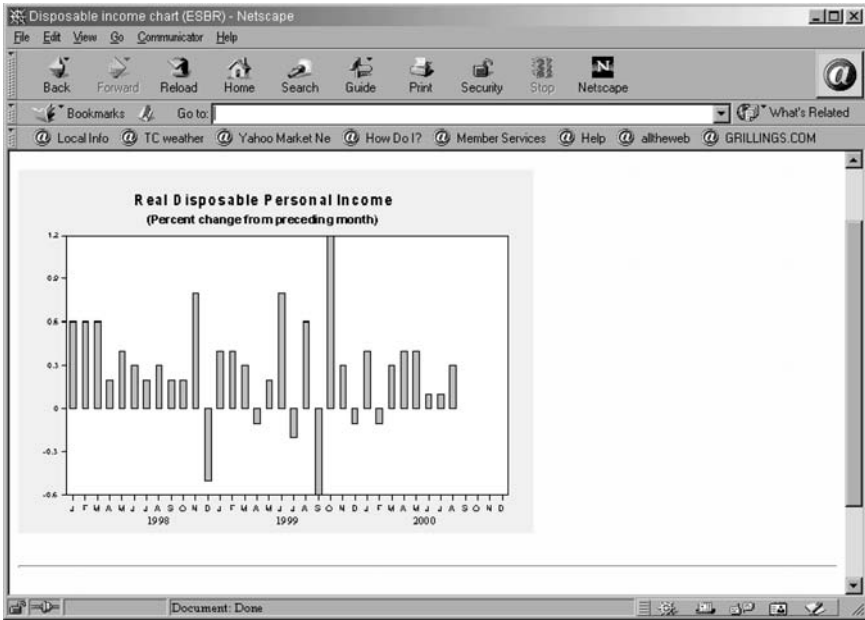 Disposable income chart (ESBR) - Netscape
File Edit View Go Communicator Help
Back Forward Reload Home Search Guide Print Security Stop Netscape
Bookmarks Go to: What's Related
Local Info TC weather Yahoo Market Ne How Do I? Member Services Help alltheweb GRILLINGS.COM
Real Disposable Personal Income
(Percent change from preceding month)
1.2
0.9
0.6
0.3
0
-0.3
-0.6
J F M A M J J A S O N D J F M A M J J A S O N D J F M A M J J A S O N D
1998 1999 2000
Document: Done